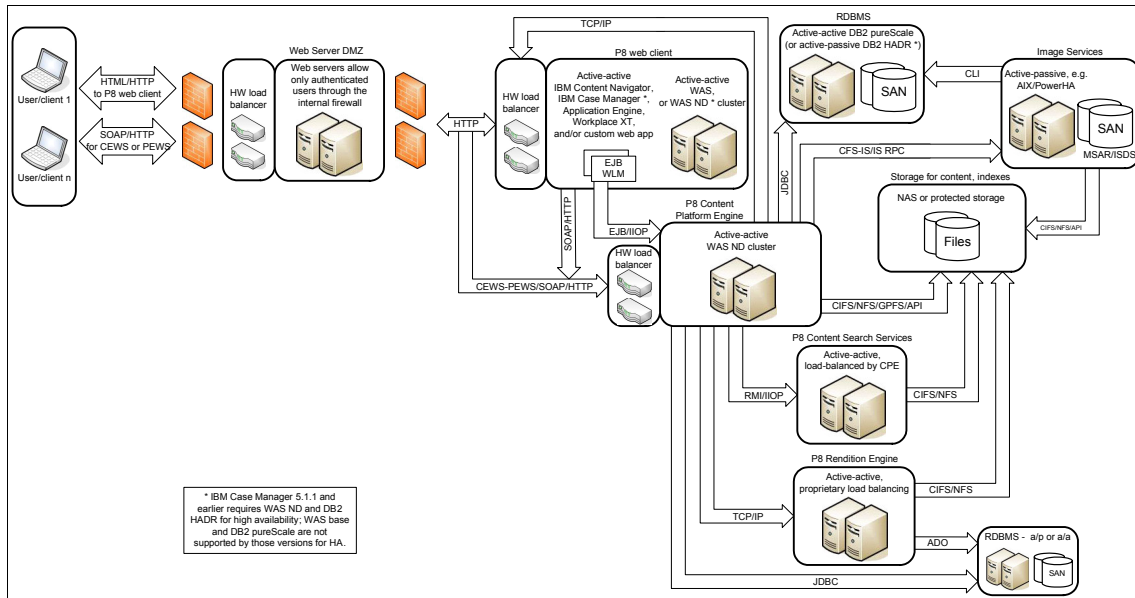 TCP/IP
RDBMS
Active-active DB2 pureScale
(or active-passive DB2 HADR *)
SAN
CLI
Image Services
Active-passive, e.g.
AIX/PowerHA
SAN
MSAR/ISDS
User/client 1
User/client n
HTML/HTTP
to P8 web client
SOAP/HTTP
for CEWS or PEWS
HW load
balancer
Web Server DMZ
Web servers allow
only authenticated
users through the
internal firewall
HTTP
HW load
balancer
P8 web client
Active-active
IBM Content Navigator,
IBM Case Manager *,
Application Engine,
Workplace XT,
and/or custom web app
Active-active
WAS,
or WAS ND * cluster
EJB
WLM
SOAP/HTTP
EJB/IIOP
JDBC
CFS-IS/IS RPC
Storage for content, indexes
NAS or protected storage
Files
CIFS/NFS/API
P8 Content
Platform Engine
Active-active
WAS ND cluster
HW load
balancer
CEWS-PEWS/SOAP/HTTP
CIFS/NFS/GPFS/API
P8 Content Search Services
Active-active,
load-balanced by CPE
RMI/IIOP
CIFS/NFS
P8 Rendition Engine
Active-active,
proprietary load balancing
TCP/IP
CIFS/NFS
ADO
JDBC
RDBMS - a/p or a/a
SAN
* IBM Case Manager 5.1.1 and
earlier requires WAS ND and DB2
HADR for high availability; WAS base
and DB2 pureScale are not
supported by those versions for HA.